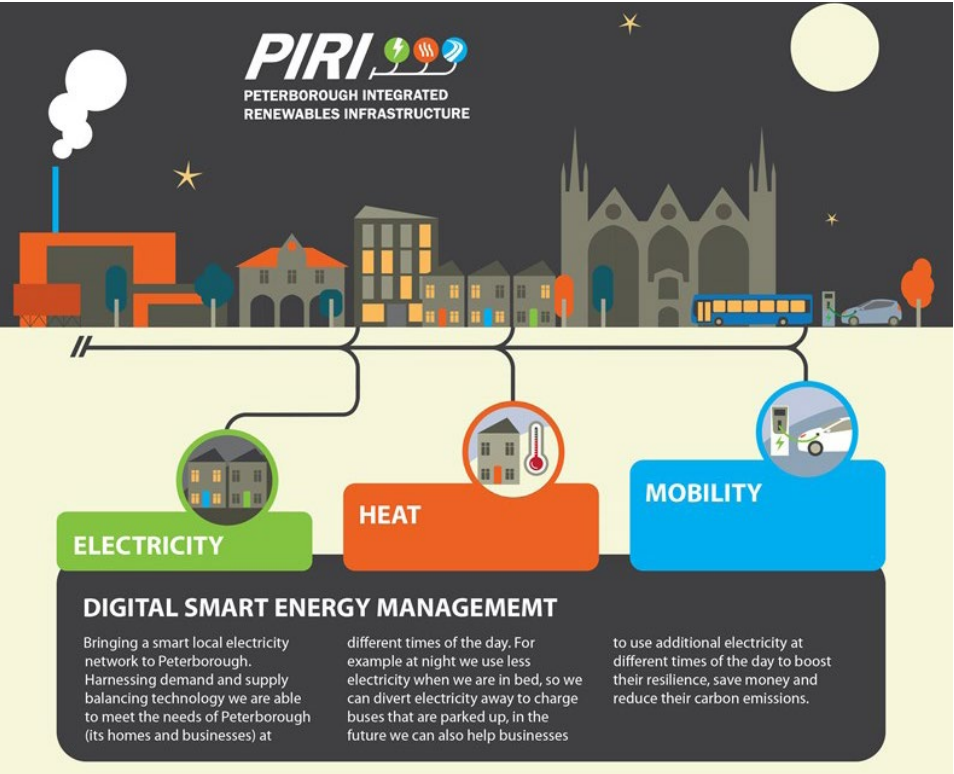 PIRI
PETERBOROUGH INTEGRATED
RENEWABLES INFRASTRUCTURE
ELECTRICITY
HEAT
MOBILITY
DIGITAL SMART ENERGY MANAGEMEMT
Bringing a smart local electricity
network to Peterborough.
Harnessing demand and supply
balancing technology we are able
to meet the needs of Peterborough
(its homes and businesses) at
different times of the day. For
example at night we use less
electricity when we are in bed, so we
can divert electricity away to charge
buses that are parked up, in the
future we can also help businesses
to use additional electricity at
different times of the day to boost
their resilience, save money and
reduce their carbon emissions.